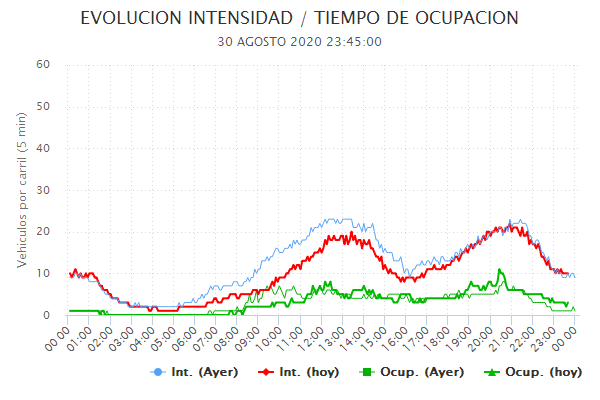 EVOLUCION INTENSIDAD / TIEMPO DE OCUPACION
30 AGOSTO 2020 23:45:00
Vehiculos por carril (5 min)
60
50
40
30
20
10
0
00:00 01:00 02:00 03:00 04:00 05:00 06:00 07:00 08:00 09:00 10:00 11:00 12:00 13:00 14:00 15:00 16:00 17:00 18:00 19:00 20:00 21:00 22:00 23:00 00:00
Int. (Ayer) Int. (hoy) Ocup. (Ayer) Ocup. (hoy)